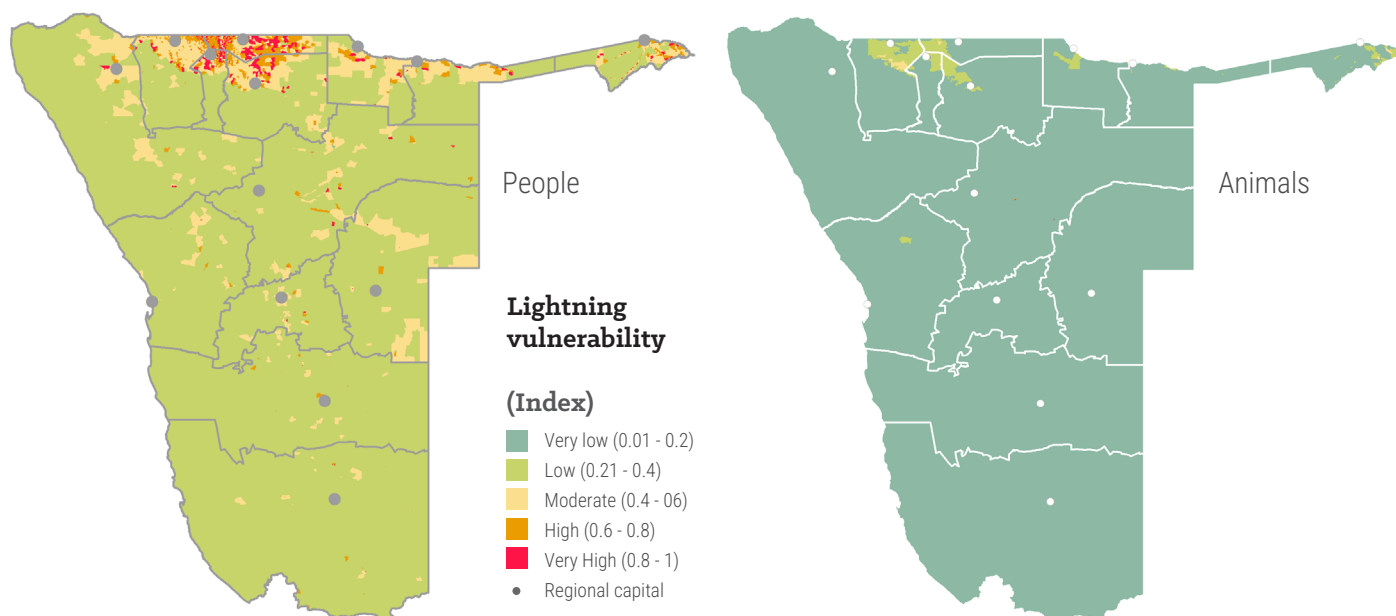 People
Animals
Lightning
vulnerability
(Index)
Very low (0.01 - 0.2)
Low (0.21 - 0.4)
Moderate (0.4 - 06)
High (0.6 - 0.8)
Very High (0.8 - 1)
Regional capital